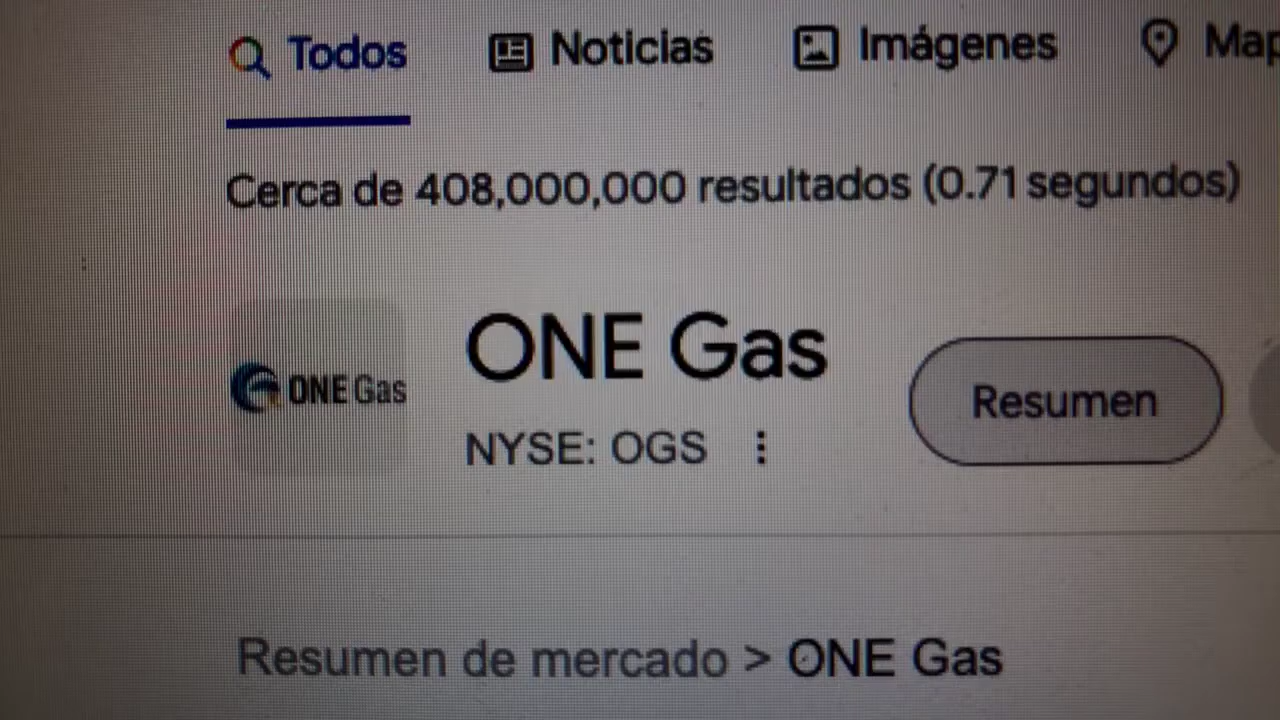 Todos Noticias Imágenes
Cerca de 408,000,000 resultados (0.71 segundos)
ONE Gas
ONE Gas
NYSE: OGS
Resumen
Resumen de mercado > ONE Gas